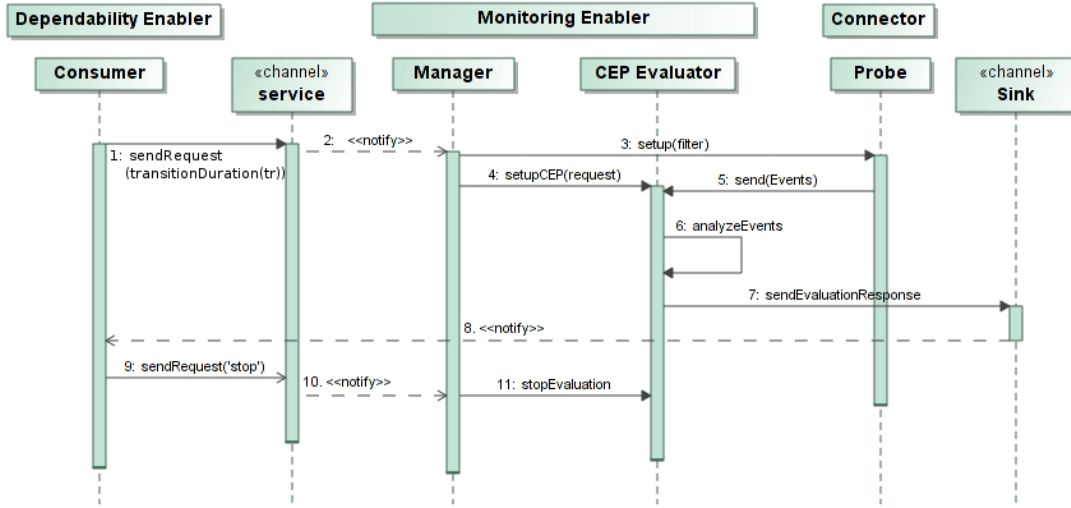 Dependability Enabler
Monitoring Enabler
Connector
Consumer
«channel»
service
Manager
CEP Evaluator
Probe
«channel»
Sink
1: sendRequest
(transitionDuration(tr))
2: <<notify>>
3: setup(filter)
4: setupCEP(request)
5: send(Events)
6: analyzeEvents
7: sendEvaluationResponse
8. <<notify>>
9: sendRequest('stop')
10. <<notify>>
11: stopEvaluation